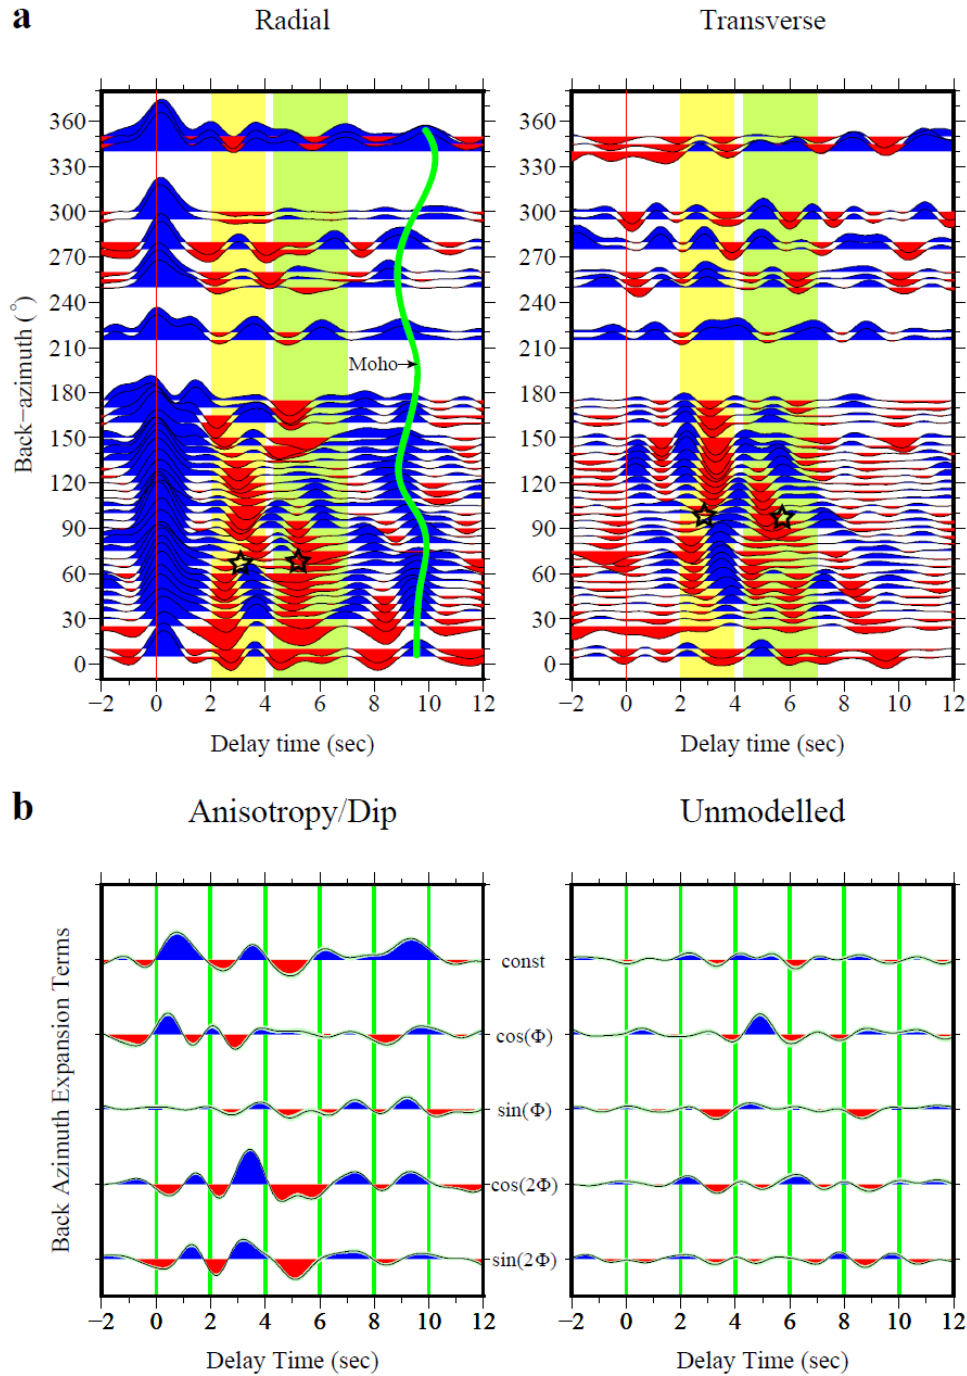 a
Radial
Transverse
Back-azimuth (°)
360
330
300
270
240
210
180
150
120
90
60
30
0
360
330
300
270
240
210
180
150
120
90
60
30
0
Moho
−2 0 2 4 6 8 10 12
−2 0 2 4 6 8 10 12
Delay time (sec)
Delay time (sec)
b
Anisotropy/Dip
Unmodelled
Back Azimuth Expansion Terms
const
cos(Φ)
sin(Φ)
cos(2Φ)
sin(2Φ)
−2 0 2 4 6 8 10 12
−2 0 2 4 6 8 10 12
Delay Time (sec)
Delay Time (sec)